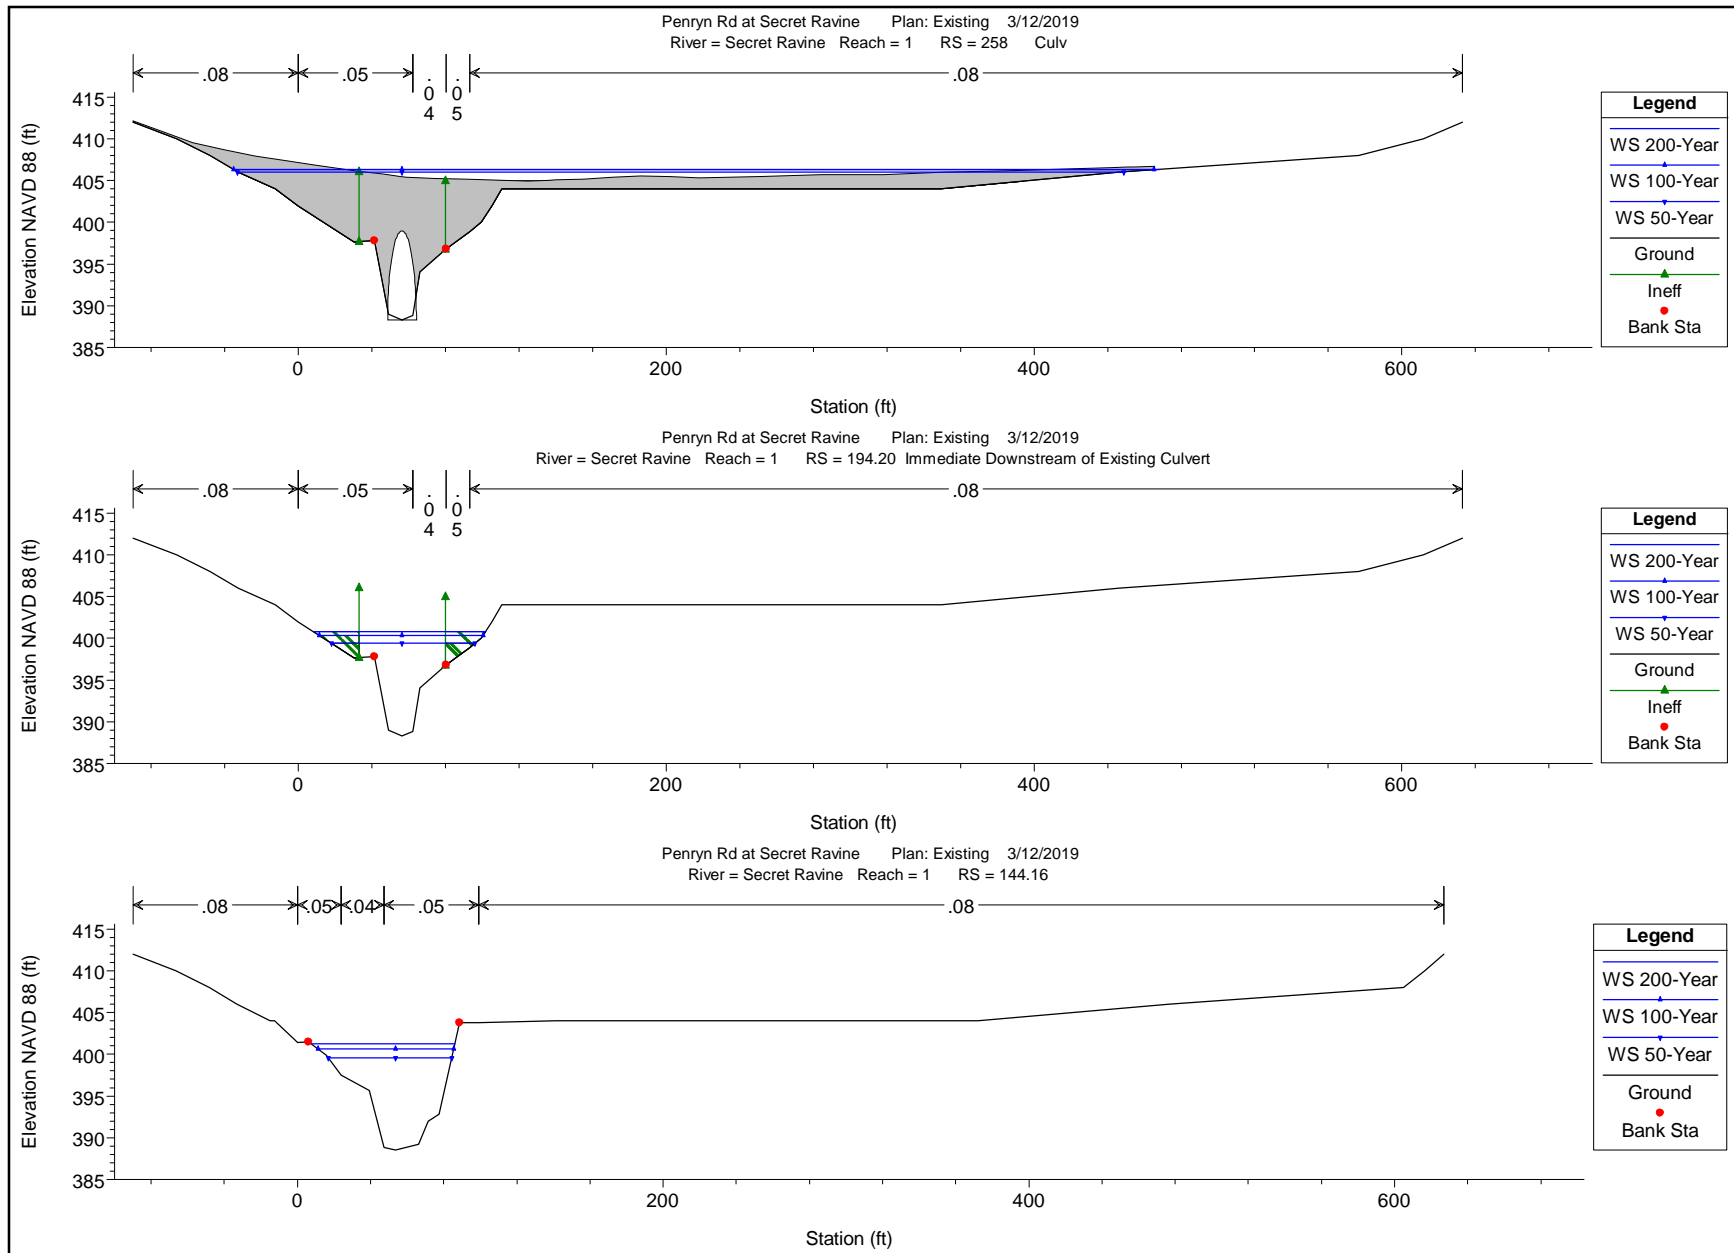 Penryn Rd at Secret Ravine Plan: Existing 3/12/2019
River = Secret Ravine Reach = 1 RS = 258 Culv
.08 .05 .04 .05 .08
Elevation NAVD 88 (ft)
415
410
405
400
395
390
385
0 200 400 600
Station (ft)
Legend
WS 200-Year
WS 100-Year
WS 50-Year
Ground
Ineff
Bank Sta
Penryn Rd at Secret Ravine Plan: Existing 3/12/2019
River = Secret Ravine Reach = 1 RS = 194.20 Immediate Downstream of Existing Culvert
.08 .05 .04 .05 .08
Elevation NAVD 88 (ft)
415
410
405
400
395
390
385
0 200 400 600
Station (ft)
Legend
WS 200-Year
WS 100-Year
WS 50-Year
Ground
Ineff
Bank Sta
Penryn Rd at Secret Ravine Plan: Existing 3/12/2019
River = Secret Ravine Reach = 1 RS = 144.16
.08 .05 .04 .05 .08
Elevation NAVD 88 (ft)
415
410
405
400
395
390
385
0 200 400 600
Station (ft)
Legend
WS 200-Year
WS 100-Year
WS 50-Year
Ground
Bank Sta